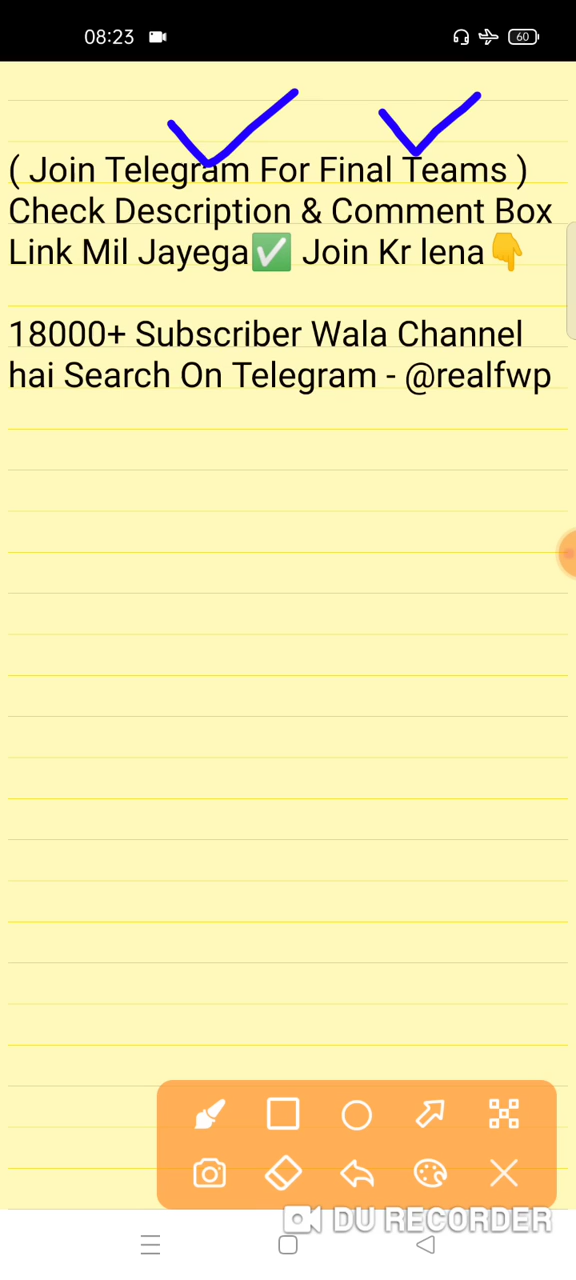 08:23
60
( Join Telegram For Final Teams )
Check Description & Comment Box
Link Mil Jayega✅ Join Kr lena👇
18000+ Subscriber Wala Channel
hai Search On Telegram - @realfwp
DU RECORDER